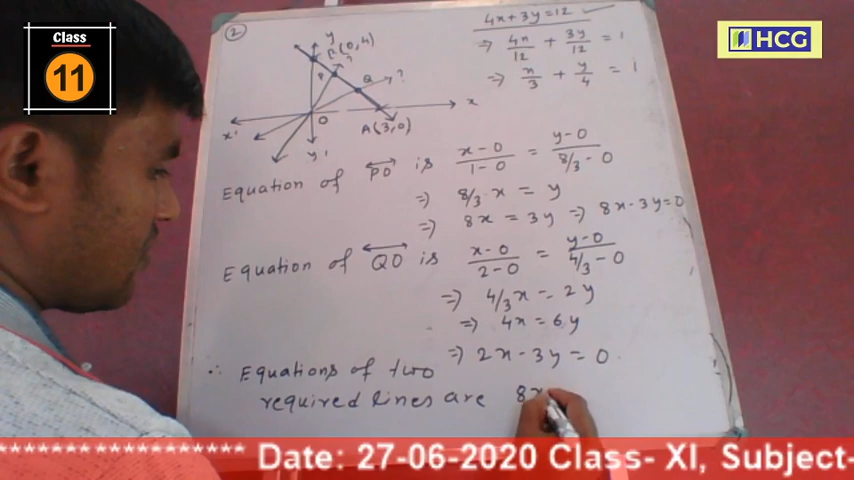 Class
11
HCG
2
4x+3y=12
⇒ 4x/12 + 3y/12 = 1
⇒ x/3 + y/4 = 1
y
B(0,4)
P ?
Q ?
x
O
A(3,0)
x'
y'
Equation of PO is (x-0)/(1-0) = (y-0)/(8/3-0)
⇒ 8/3 x = y
⇒ 8x = 3y ⇒ 8x-3y=0
Equation of QO is (x-0)/(2-0) = (y-0)/(4/3-0)
⇒ 4/3 x = 2y
⇒ 4x = 6y
⇒ 2x-3y = 0.
∴ Equations of two
required lines are 8x
*********** Date: 27-06-2020 Class- XI, Subject-